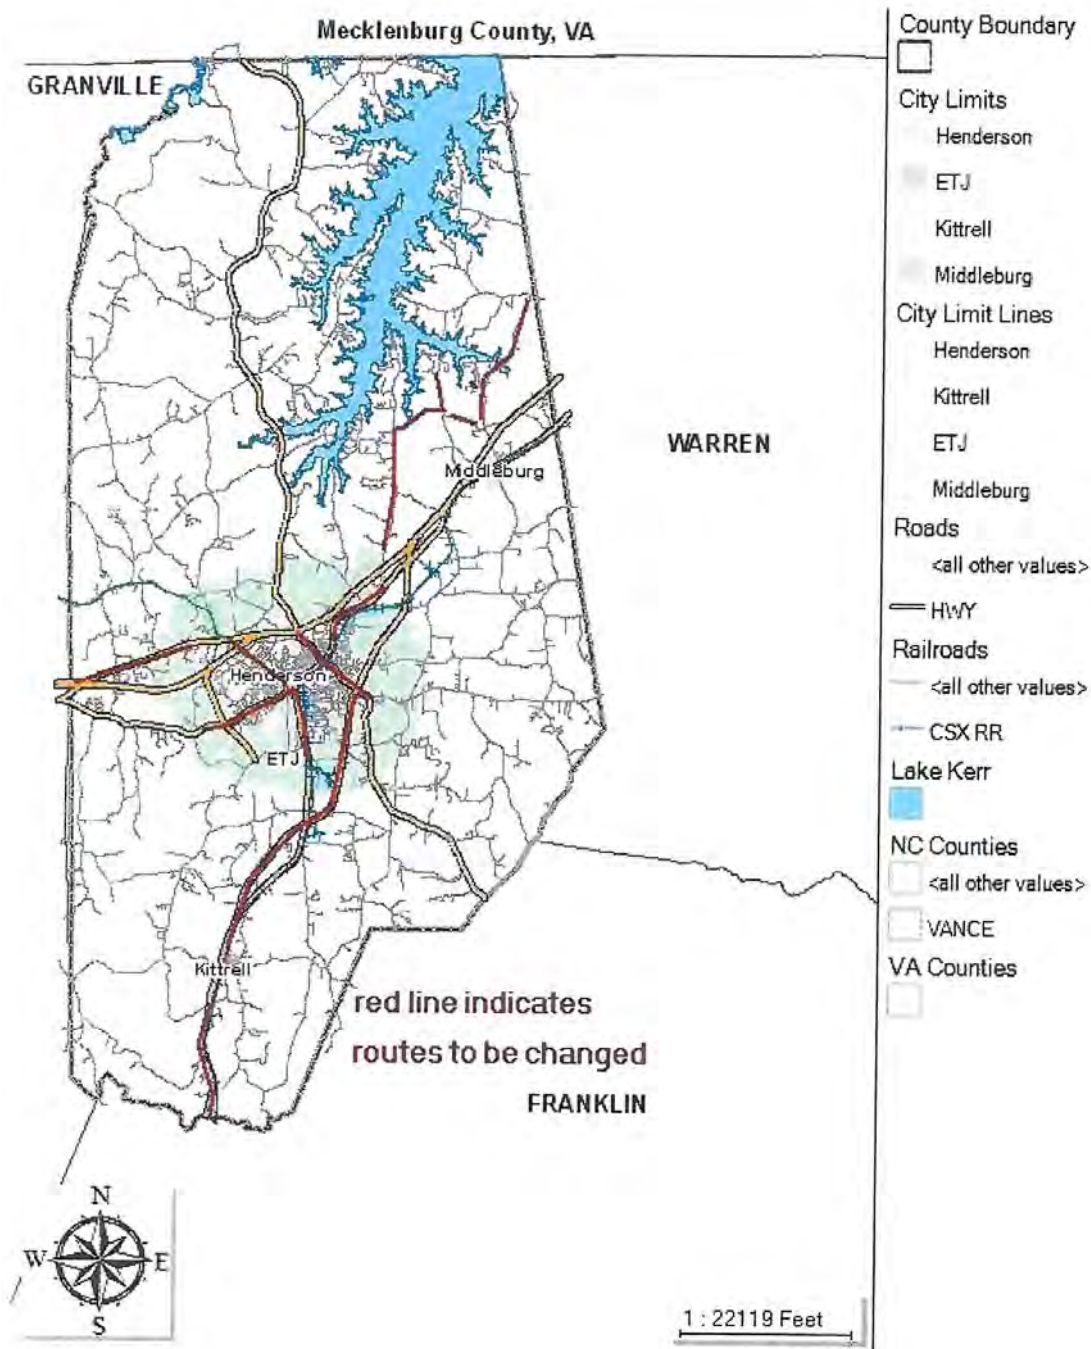 Mecklenburg County, VA
GRANVILLE
WARREN
Middleburg
Henderson
ETJ
Kittrell
red line indicates
routes to be changed
FRANKLIN
N
W E
S
1 : 22119 Feet
County Boundary
City Limits
Henderson
ETJ
Kittrell
Middleburg
City Limit Lines
Henderson
Kittrell
ETJ
Middleburg
Roads
<all other values>
HWY
Railroads
<all other values>
CSX RR
Lake Kerr
NC Counties
<all other values>
VANCE
VA Counties